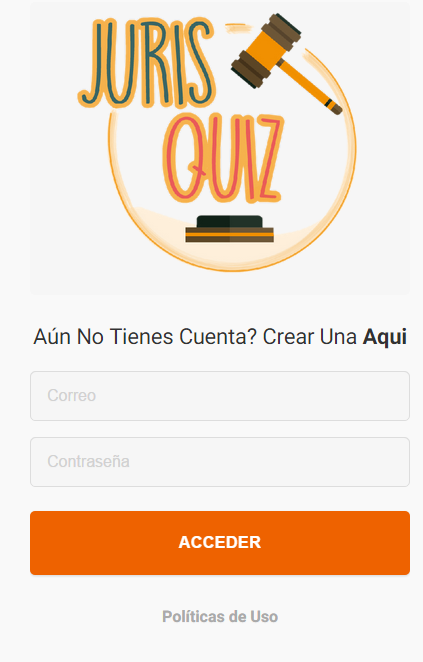 JURIS
QUIZ
Aún No Tienes Cuenta? Crear Una Aqui
Correo
Contraseña
ACCEDER
Políticas de Uso